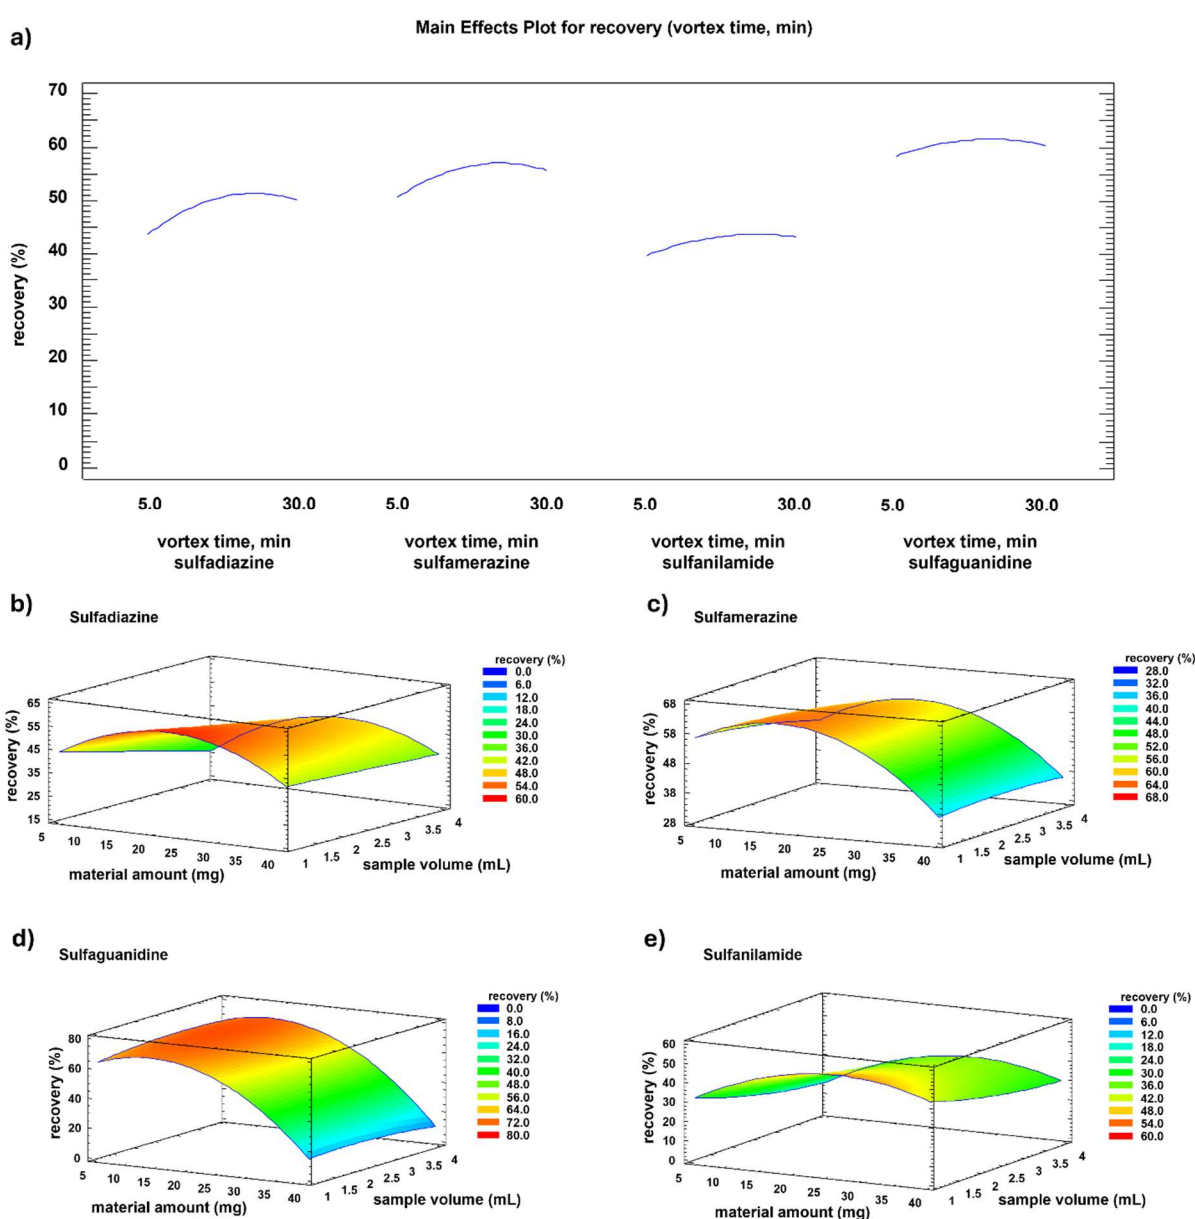 a)
Main Effects Plot for recovery (vortex time, min)
70
60
50
40
30
20
10
0
recovery (%)
5.0 30.0 5.0 30.0 5.0 30.0 5.0 30.0
vortex time, min vortex time, min vortex time, min vortex time, min
sulfadiazine sulfamerazine sulfanilamide sulfaguanidine
b)
Sulfadiazine
recovery (%)
0.0
6.0
12.0
18.0
24.0
30.0
36.0
42.0
48.0
54.0
60.0
65
55
45
35
25
15
recovery (%)
5 10 15 20 25 30 35 40
material amount (mg)
1 1.5 2 2.5 3 3.5 4
sample volume (mL)
c)
Sulfamerazine
recovery (%)
28.0
32.0
36.0
40.0
44.0
48.0
52.0
56.0
60.0
64.0
68.0
68
58
48
38
28
recovery (%)
5 10 15 20 25 30 35 40
material amount (mg)
1 1.5 2 2.5 3 3.5 4
sample volume (mL)
d)
Sulfaguanidine
recovery (%)
0.0
8.0
16.0
24.0
32.0
40.0
48.0
56.0
64.0
72.0
80.0
80
60
40
20
0
recovery (%)
5 10 15 20 25 30 35 40
material amount (mg)
1 1.5 2 2.5 3 3.5 4
sample volume (mL)
e)
Sulfanilamide
recovery (%)
0.0
6.0
12.0
18.0
24.0
30.0
36.0
42.0
48.0
54.0
60.0
60
50
40
30
20
10
0
recovery (%)
5 10 15 20 25 30 35 40
material amount (mg)
1 1.5 2 2.5 3 3.5 4
sample volume (mL)